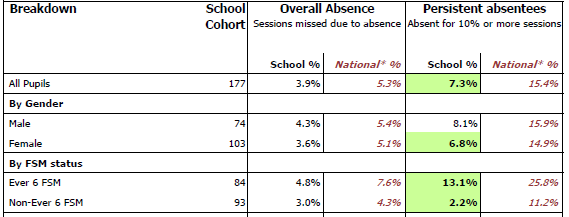 Breakdown School Cohort Overall Absence Persistent absentees
Sessions missed due to absence Absent for 10% or more sessions
School % National* % School % National* %
All Pupils 177 3.9% 5.3% 7.3% 15.4%
By Gender
Male 74 4.3% 5.4% 8.1% 15.9%
Female 103 3.6% 5.1% 6.8% 14.9%
By FSM status
Ever 6 FSM 84 4.8% 7.6% 13.1% 25.8%
Non-Ever 6 FSM 93 3.0% 4.3% 2.2% 11.2%